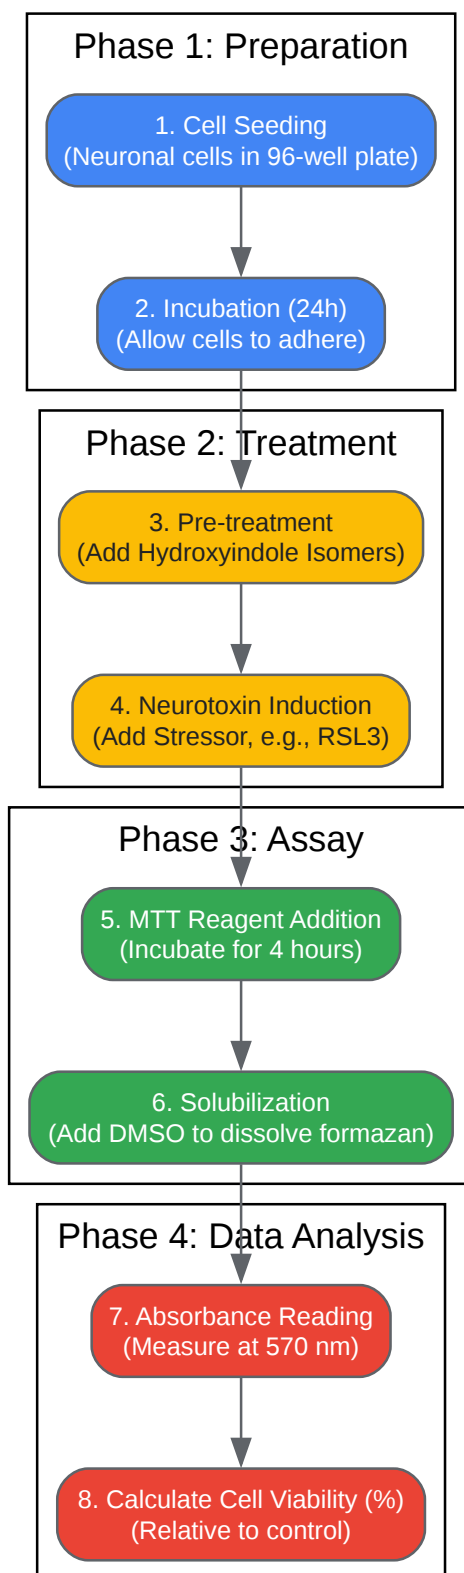 Phase 1: Preparation
1. Cell Seeding
(Neuronal cells in 96-well plate)
2. Incubation (24h)
(Allow cells to adhere)
Phase 2: Treatment
3. Pre-treatment
(Add Hydroxyindole Isomers)
4. Neurotoxin Induction
(Add Stressor, e.g., RSL3)
Phase 3: Assay
5. MTT Reagent Addition
(Incubate for 4 hours)
6. Solubilization
(Add DMSO to dissolve formazan)
Phase 4: Data Analysis
7. Absorbance Reading
(Measure at 570 nm)
8. Calculate Cell Viability (%)
(Relative to control)